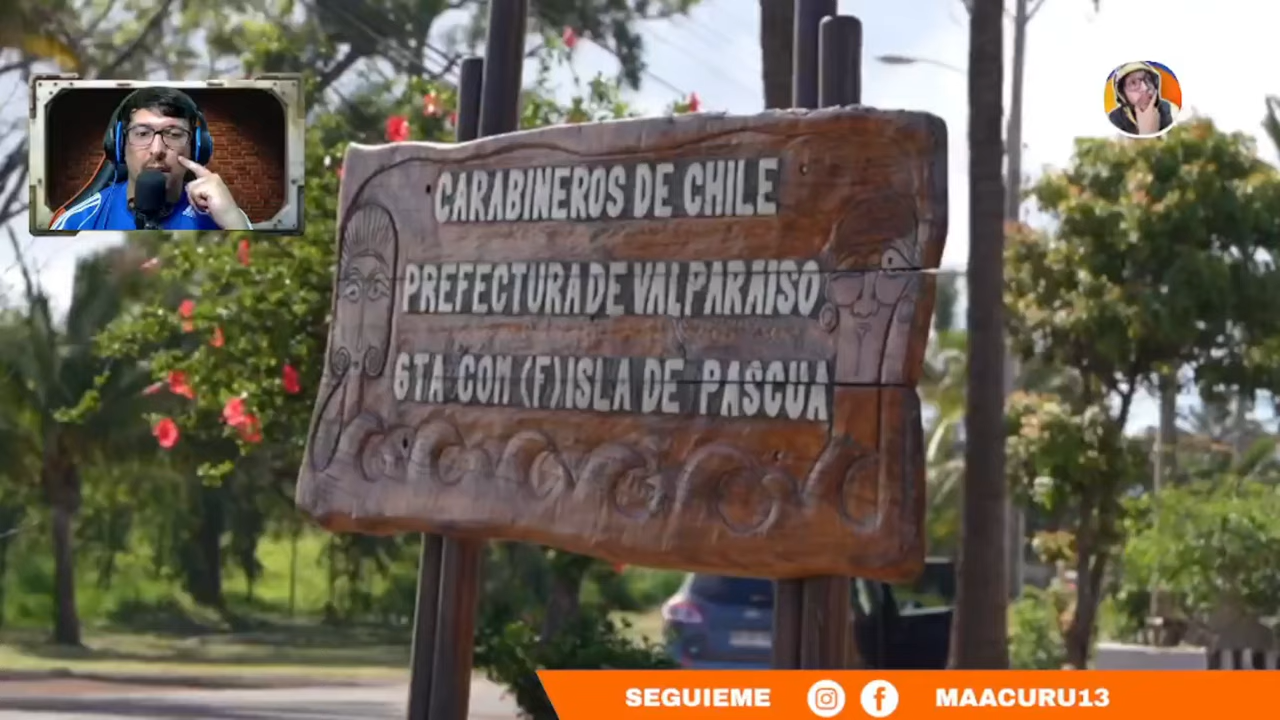 CARABINEROS DE CHILE
PREFECTURA DE VALPARAISO
6TA COM (F) ISLA DE PASCUA
SEGUIEME MAACURU13